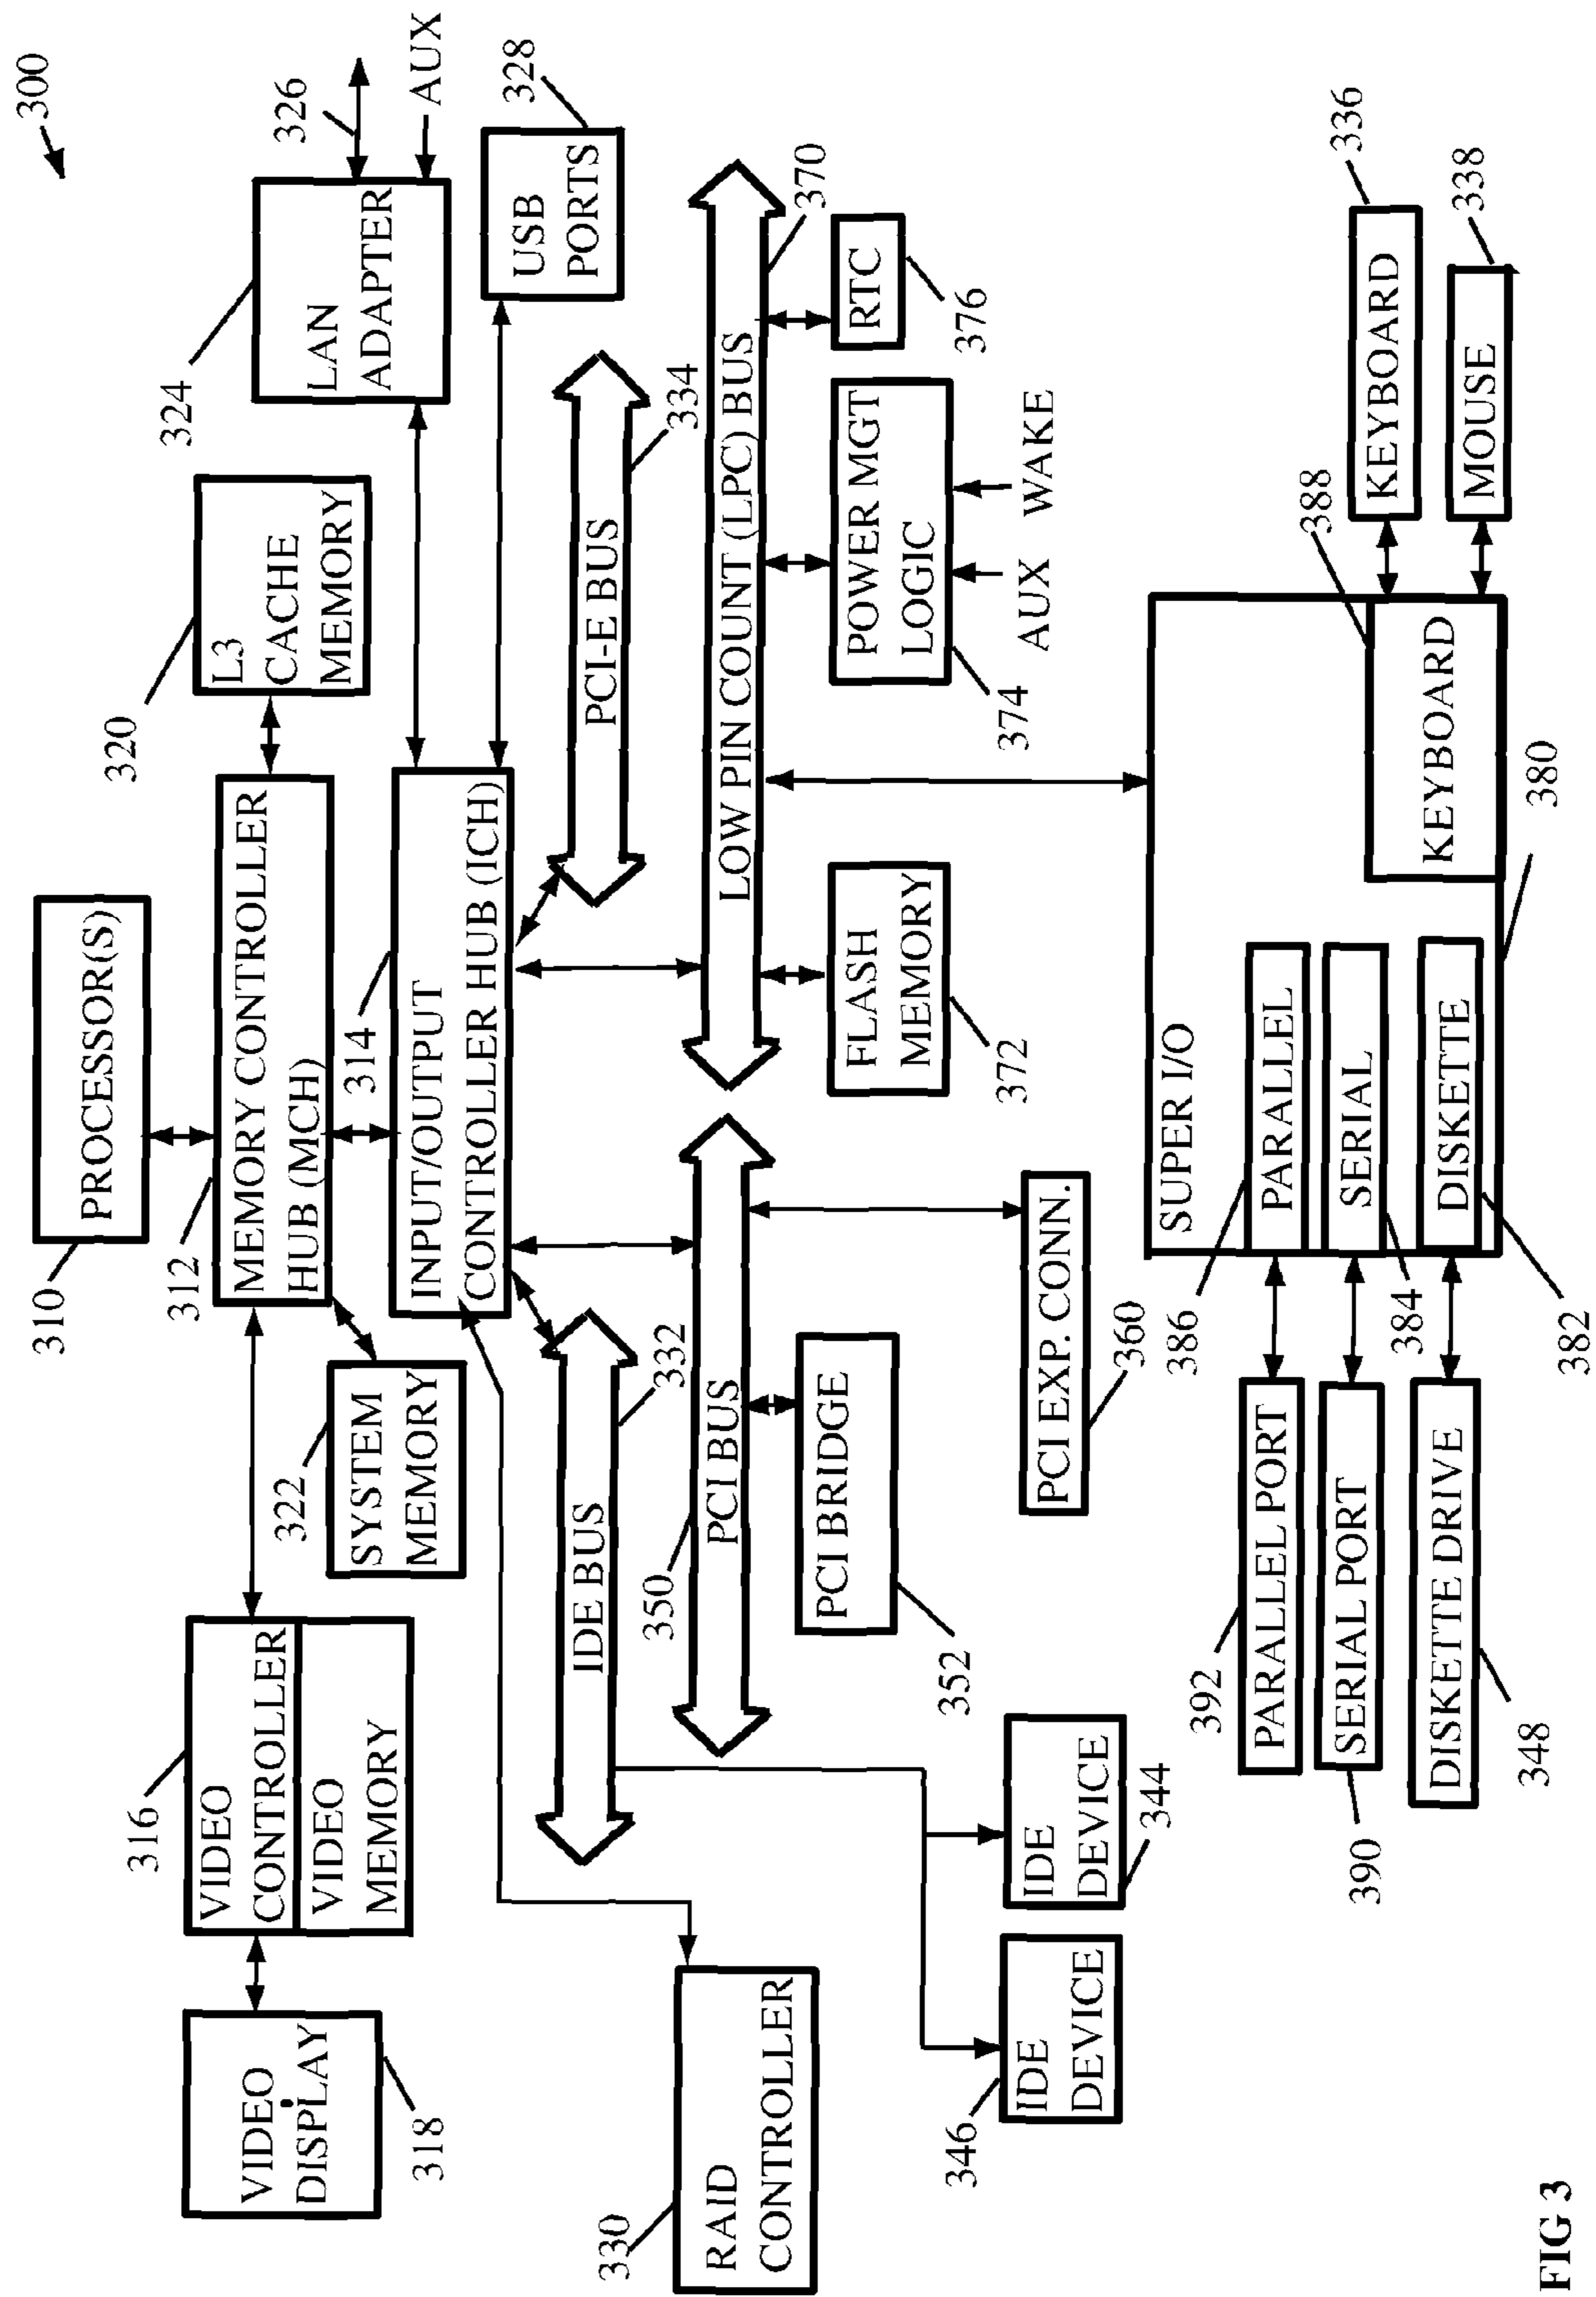 300
PROCESSOR(S)
310
MEMORY CONTROLLER
HUB (MCH)
312
L3
CACHE
MEMORY
320
LAN
ADAPTER
324
326
AUX
VIDEO
CONTROLLER
VIDEO
MEMORY
316
VIDEO
DISPLAY
318
SYSTEM
MEMORY
322
INPUT/OUTPUT
CONTROLLER HUB (ICH)
314
USB
PORTS
328
IDE BUS
332
PCI-E BUS
334
RAID
CONTROLLER
330
PCI BUS
350
LOW PIN COUNT (LPC) BUS
370
PCI BRIDGE
352
FLASH
MEMORY
372
POWER MGT
LOGIC
374
AUX
WAKE
RTC
376
IDE
DEVICE
346
IDE
DEVICE
344
PCI EXP. CONN.
360
SUPER I/O
380
PARALLEL
386
SERIAL
384
DISKETTE
382
KEYBOARD
388
KEYBOARD
336
MOUSE
338
PARALLEL PORT
392
SERIAL PORT
390
DISKETTE DRIVE
348
FIG 3